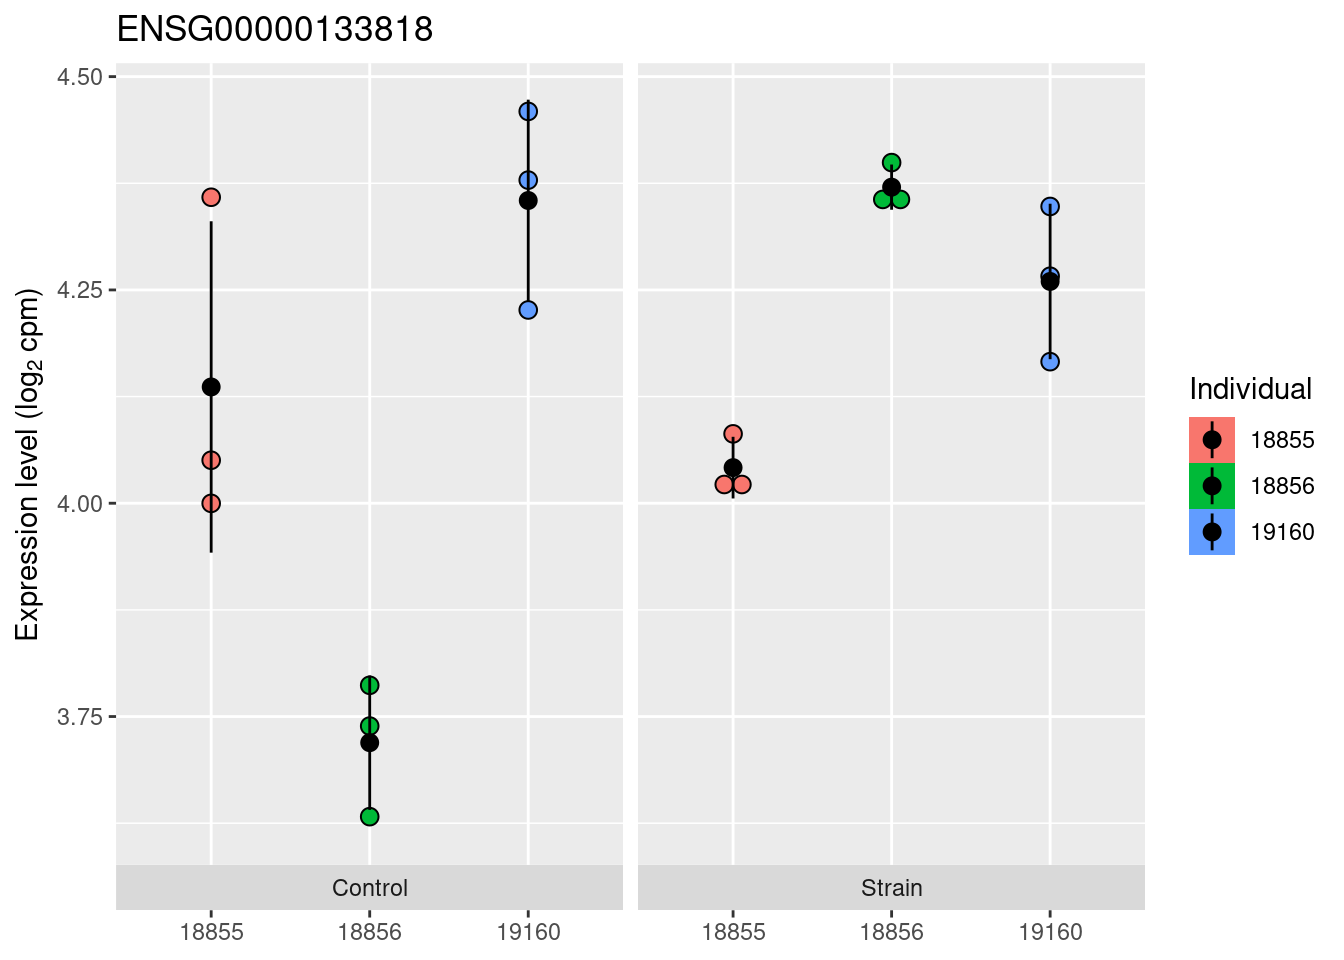 ENSG00000133818
Expression level (log2 cpm)
4.50
4.25
4.00
3.75
Control
Strain
18855
18856
19160
18855
18856
19160
Individual
18855
18856
19160